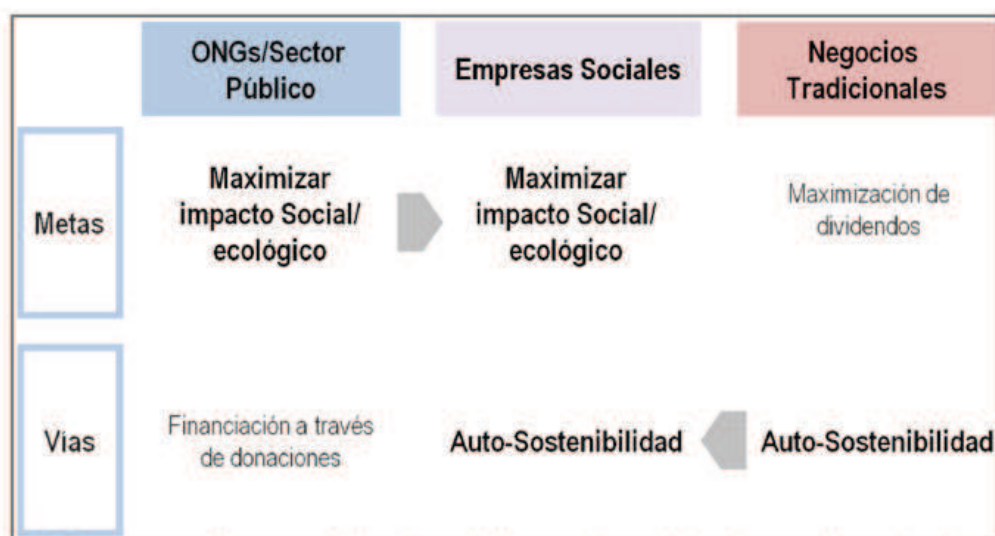 ONGs/Sector
Público
Empresas Sociales
Negocios
Tradicionales
Metas
Maximizar
impacto Social/
ecológico
Maximizar
impacto Social/
ecológico
Maximización de
dividendos
Vías
Financiación a través
de donaciones
Auto-Sostenibilidad
Auto-Sostenibilidad